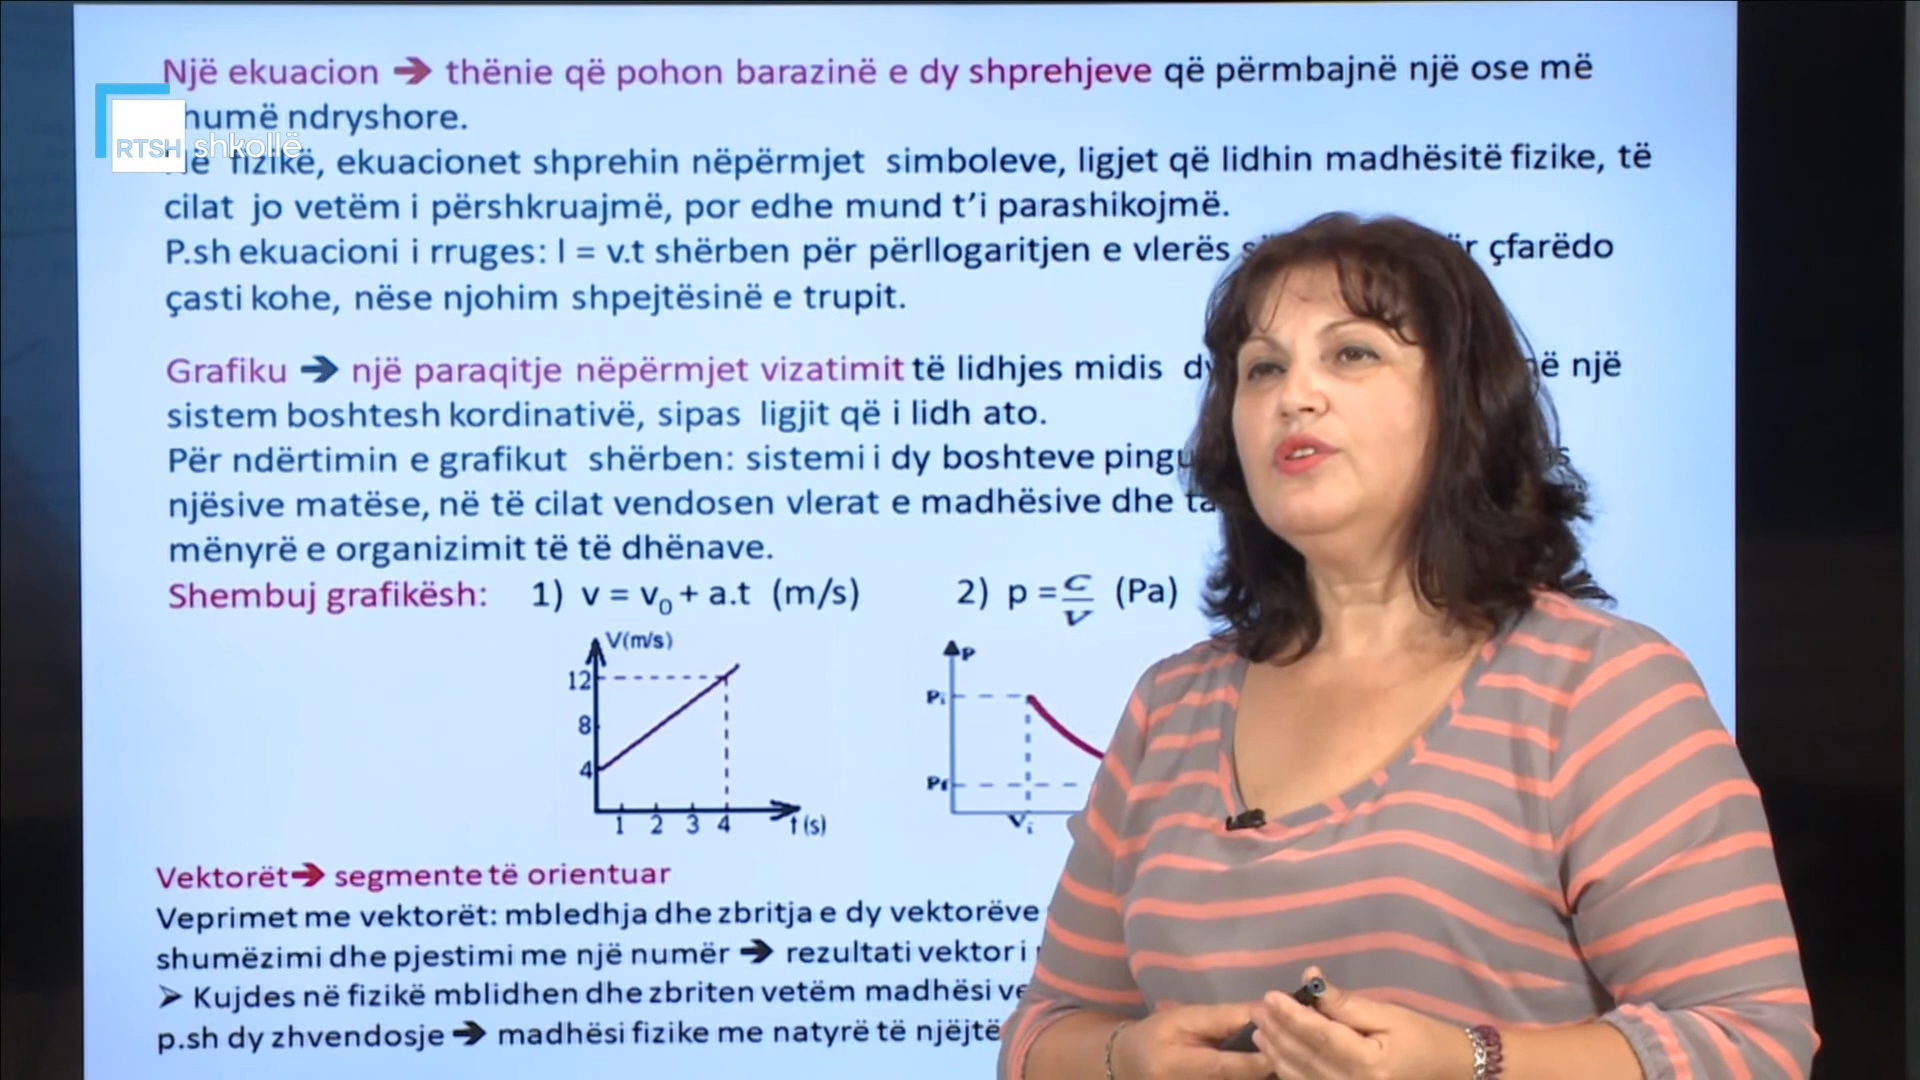 Një ekuacion ➔ thënie që pohon barazinë e dy shprehjeve që përmbajnë një ose më
humë ndryshore.
RTSH shkollë
fizikë, ekuacionet shprehin nëpërmjet simboleve, ligjet që lidhin madhësitë fizike, të
cilat jo vetëm i përshkruajmë, por edhe mund t'i parashikojmë.
P.sh ekuacioni i rruges: l = v.t shërben për përllogaritjen e vlerës çfarëdo
çasti kohe, nëse njohim shpejtësinë e trupit.
Grafiku ➔ një paraqitje nëpërmjet vizatimit të lidhjes midis një
sistem boshtesh kordinativë, sipas ligjit që i lidh ato.
Për ndërtimin e grafikut shërben: sistemi i dy boshteve
njësive matëse, në të cilat vendosen vlerat e madhësive dhe
mënyrë e organizimit të të dhënave.
Shembuj grafikësh: 1) v = v₀ + a.t (m/s) 2) p = C/V (Pa)
V(m/s)
12
8
4
1 2 3 4 t(s)
P
Pi
Pf
Vi
Vektorët ➔ segmente të orientuar
Veprimet me vektorët: mbledhja dhe zbritja e dy vektorëve
shumëzimi dhe pjestimi me një numër ➔ rezultati vektor i
➢ Kujdes në fizikë mblidhen dhe zbriten vetëm madhësi
p.sh dy zhvendosje ➔ madhësi fizike me natyrë të njëjtë